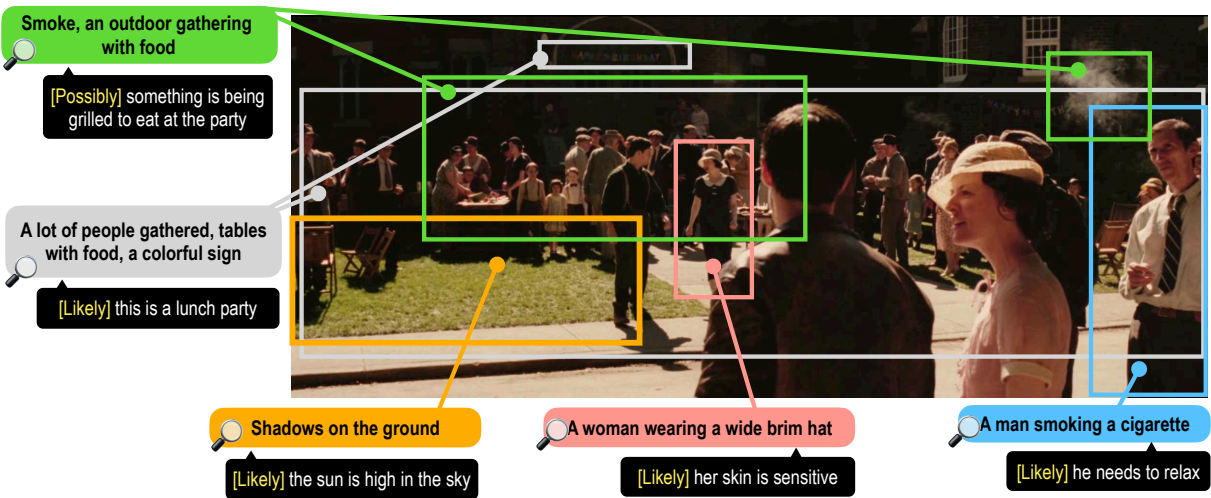 Smoke, an outdoor gathering
with food
[Possibly] something is being
grilled to eat at the party
A lot of people gathered, tables
with food, a colorful sign
[Likely] this is a lunch party
Shadows on the ground
[Likely] the sun is high in the sky
A woman wearing a wide brim hat
[Likely] her skin is sensitive
A man smoking a cigarette
[Likely] he needs to relax